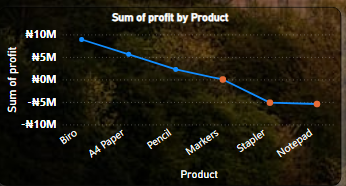 Sum of profit by Product
Sum of profit
₦10M
₦5M
₦0M
-₦5M
-₦10M
Biro
A4 Paper
Pencil
Markers
Stapler
Notepad
Product